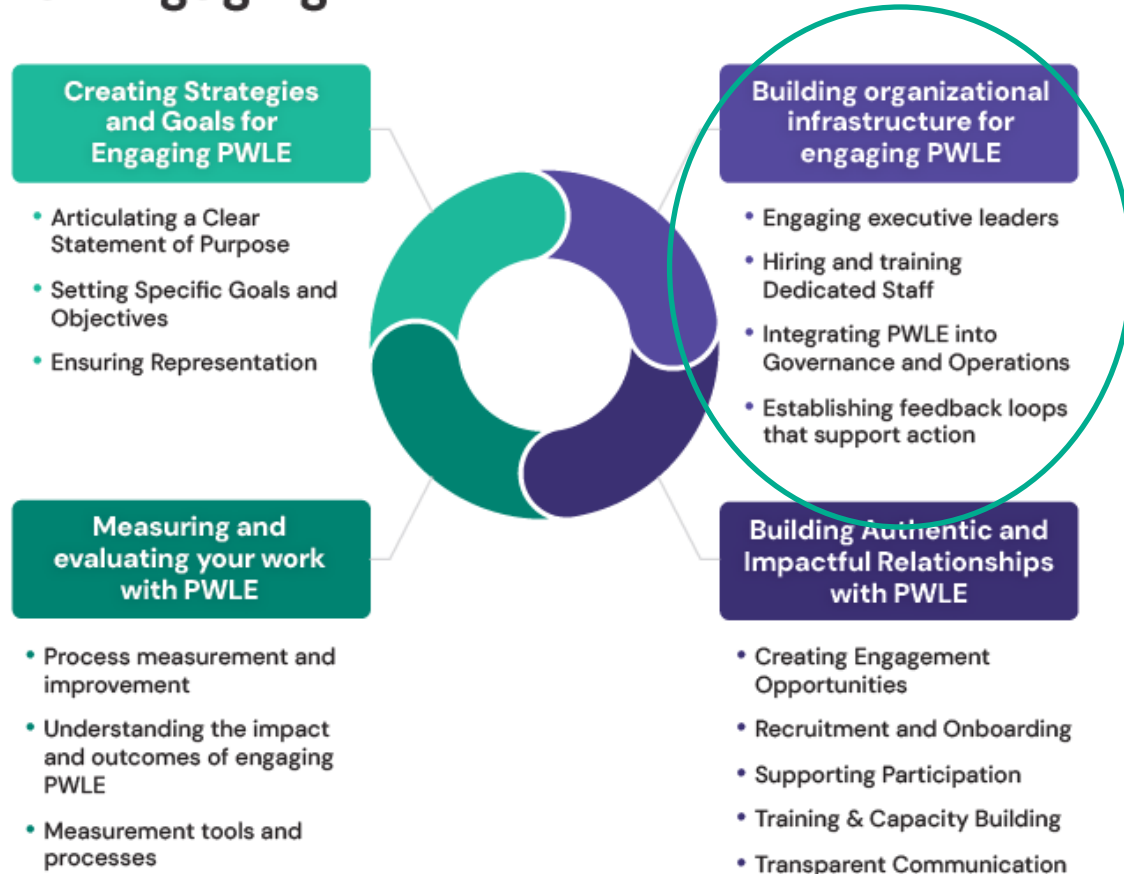 Creating Strategies
and Goals for
Engaging PWLE
• Articulating a Clear
Statement of Purpose
• Setting Specific Goals and
Objectives
• Ensuring Representation
Building organizational
infrastructure for
engaging PWLE
• Engaging executive leaders
• Hiring and training
Dedicated Staff
• Integrating PWLE into
Governance and Operations
• Establishing feedback loops
that support action
Measuring and
evaluating your work
with PWLE
• Process measurement and
improvement
• Understanding the impact
and outcomes of engaging
PWLE
• Measurement tools and
processes
Building Authentic and
Impactful Relationships
with PWLE
• Creating Engagement
Opportunities
• Recruitment and Onboarding
• Supporting Participation
• Training & Capacity Building
• Transparent Communication